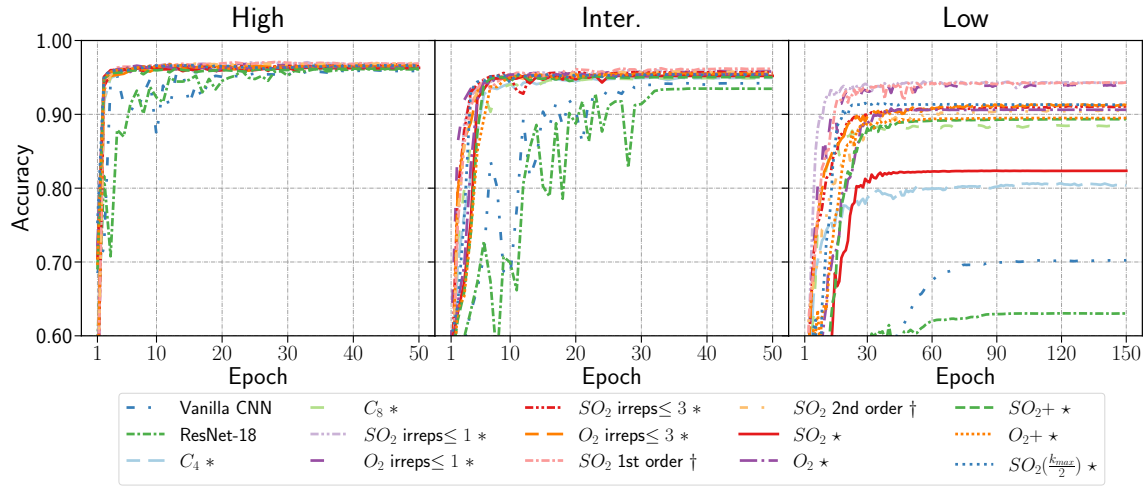 High Inter. Low
Accuracy
1.00
0.90
0.80
0.70
0.60
1 10 20 30 40 50 1 10 20 30 40 50 1 30 60 90 120 150
Epoch Epoch Epoch
Vanilla CNN C₈ * SO₂ irreps≤ 3 * SO₂ 2nd order † SO₂+ ⋆
ResNet-18 SO₂ irreps≤ 1 * O₂ irreps≤ 3 * SO₂ ⋆ O₂+ ⋆
C₄ * O₂ irreps≤ 1 * SO₂ 1st order † O₂ ⋆ SO₂(k_max/2) ⋆